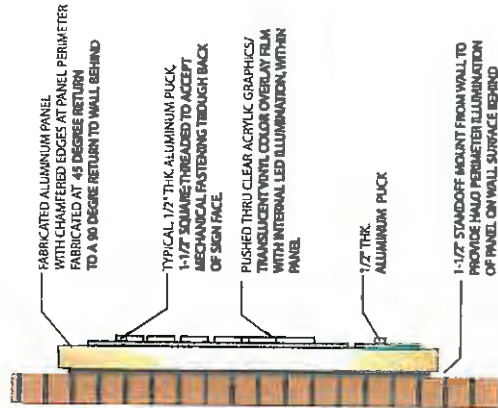 FABRICATED ALUMINUM PANEL
WITH CHAMFERED EDGES AT PANEL PERIMETER
FABRICATED AT 45 DEGREE RETURN
TO A 90 DEGRE RETURN TO WALL BEHIND
TYPICAL, 1/2" THK, ALUMINUM PUCK,
1-1/2" SQUARE; THREADED TO ACCEPT
MECHANICAL FASTENING TROUGH BACK
OF SIGN FACE.
PUSHED THRU CLEAR ACRYLIC GRAPHICS/
TRANSLUCENT VINYL COLOR OVERLAY FILM
WITH INTERNAL LED ILLUMINATION, WITHIN
PANEL
1/2" THK.
ALUMINUM PUCK
1-1/2" STANDOFF MOUNT FROM WALL TO
PROVIDE HALO PERIMETER ILLUMINATION
OF PANEL ON WALL SURFACE BEHIND